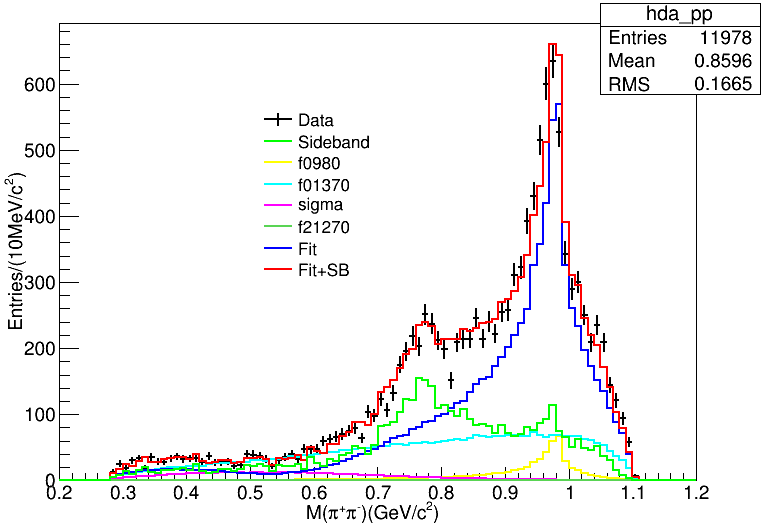 hda_pp
Entries 11978
Mean 0.8596
RMS 0.1665
Entries/(10MeV/c²)
600
500
400
300
200
100
0
Data
Sideband
f0980
f01370
sigma
f21270
Fit
Fit+SB
0.2 0.3 0.4 0.5 0.6 0.7 0.8 0.9 1 1.1 1.2
M(π⁺π⁻)(GeV/c²)